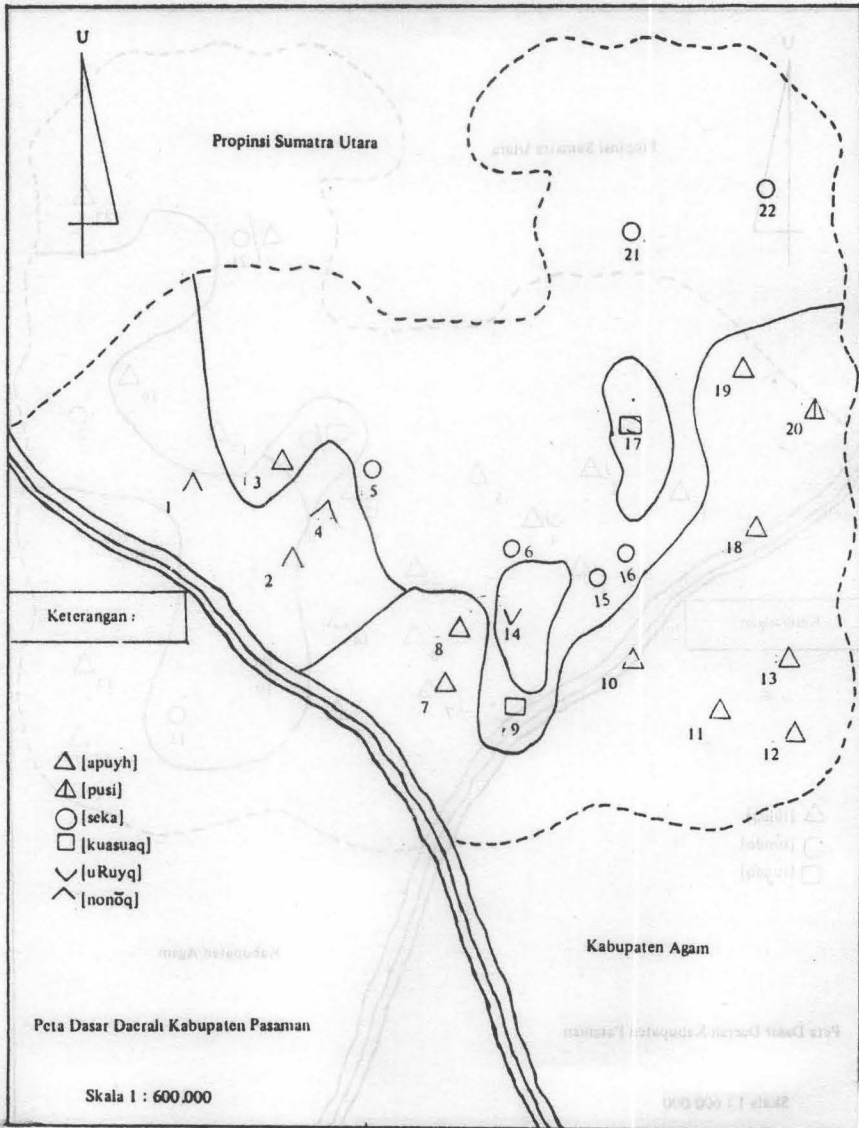 U
Propinsi Sumatra Utara
22
21
19
17
20
3
5
1
4
18
2
6
16
15
Keterangan :
14
8
10
13
7
9
11
12
[apuyh]
[pusi]
[seka]
[kuasuaq]
[uRuyq]
[nonōq]
Kabupaten Agam
Peta Dasar Daerah Kabupaten Pasaman
Skala 1 : 600.000